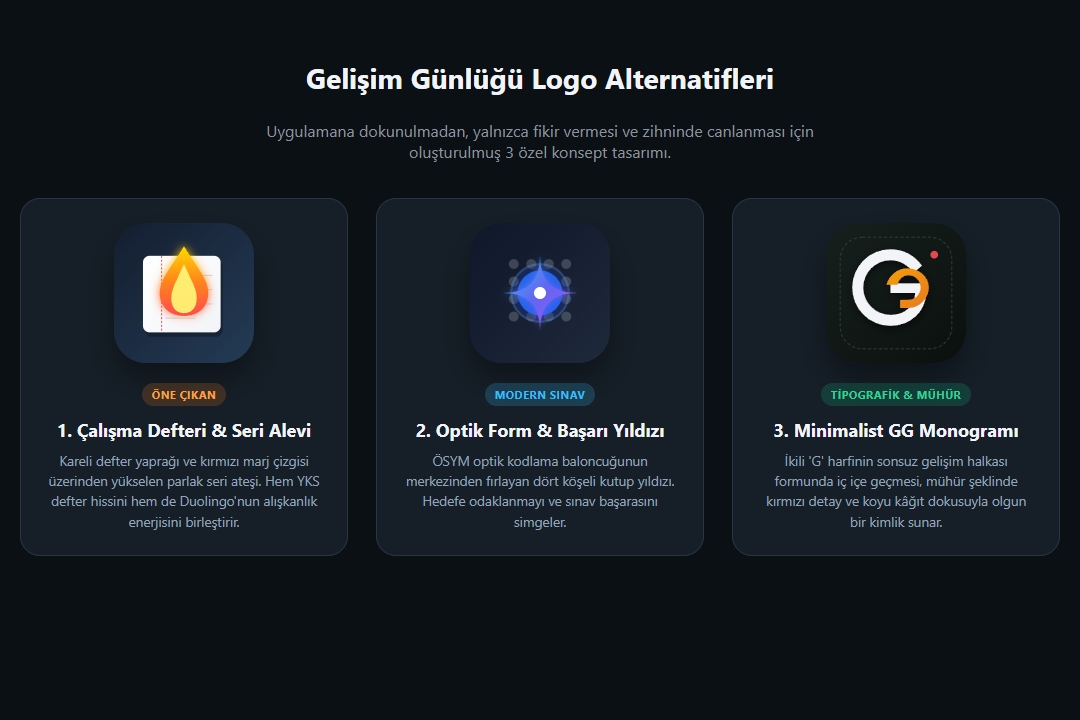 Gelişim Günlüğü Logo Alternatifleri
Uygulamana dokunulmadan, yalnızca fikir vermesi ve zihninde canlanması için
oluşturulmuş 3 özel konsept tasarımı.
ÖNE ÇIKAN
1. Çalışma Defteri & Seri Alevi
Kareli defter yaprağı ve kırmızı marj çizgisi
üzerinden yükselen parlak seri ateşi. Hem YKS
defter hissini hem de Duolingo'nun alışkanlık
enerjisini birleştirir.
MODERN SINAV
2. Optik Form & Başarı Yıldızı
ÖSYM optik kodlama baloncuğunun
merkezinden fırlayan dört köşeli kutup yıldızı.
Hedefe odaklanmayı ve sınav başarasını
simgeler.
TİPOGRAFİK & MÜHÜR
3. Minimalist GG Monogramı
İkili 'G' harfinin sonsuz gelişim halkası
formunda iç içe geçmesi, mühür şeklinde
kırmızı detay ve koyu kâğıt dokusuyla olgun
bir kimlik sunar.